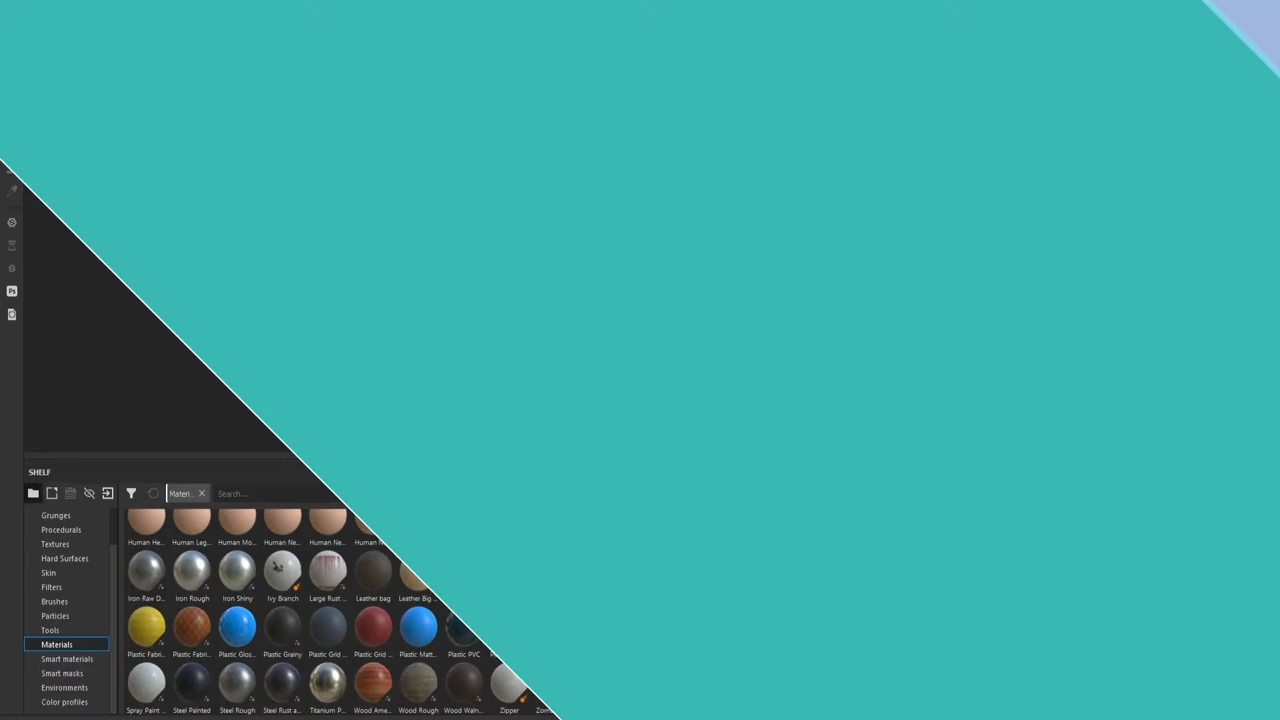 Ps
SHELF
Materi...
Search...
Grunges
Procedurals
Textures
Hard Surfaces
Skin
Filters
Brushes
Particles
Tools
Materials
Smart materials
Smart masks
Environments
Color profiles
Human He... Human Leg... Human Mo... Human Ne... Human Ne... Human N
Iron Raw D... Iron Rough Iron Shiny Ivy Branch Large Rust ... Leather bag Leather Big ...
Plastic Fabri... Plastic Fabri... Plastic Glos... Plastic Grainy Plastic Grid ... Plastic Grid ... Plastic Matt... Plastic PVC
Spray Paint ... Steel Painted Steel Rough Steel Rust a... Titanium P... Wood Ame... Wood Rough Wood Waln... Zipper Zom